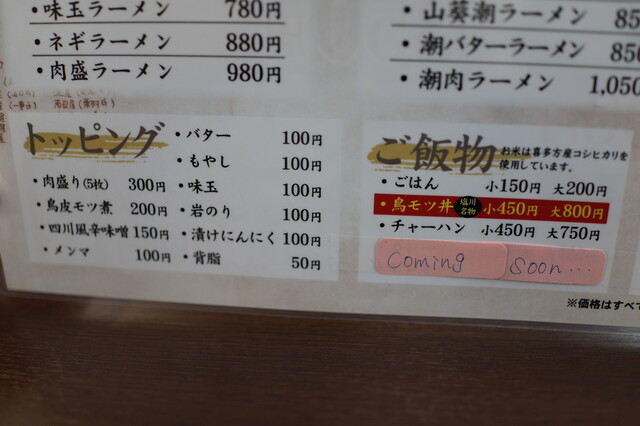 ・味玉ラーメン 780円
・ネギラーメン 880円
・肉盛ラーメン 980円
・山葵潮ラーメン 85
・潮バターラーメン 850
・潮肉ラーメン 1,050
トッピング
・肉盛り(5枚) 300円
・鳥皮モツ煮 200円
・四川風辛味噌 150円
・メンマ 100円
・バター 100円
・もやし 100円
・味玉 100円
・岩のり 100円
・漬けにんにく 100円
・背脂 50円
ご飯物
お米は喜多方産コシヒカリを
使用しています。
・ごはん 小150円 大200円
・鳥モツ丼 塩川名物 小450円 大800円
・チャーハン 小450円 大750円
Coming soon...
※価格はすべ